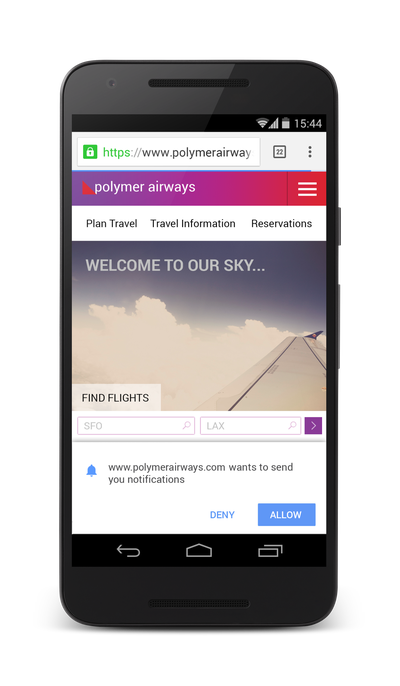 15:44
https://www.polymerairway
22
polymer airways
Plan Travel Travel Information Reservations
WELCOME TO OUR SKY...
FIND FLIGHTS
SFO LAX
www.polymerairways.com wants to send
you notifications
DENY ALLOW